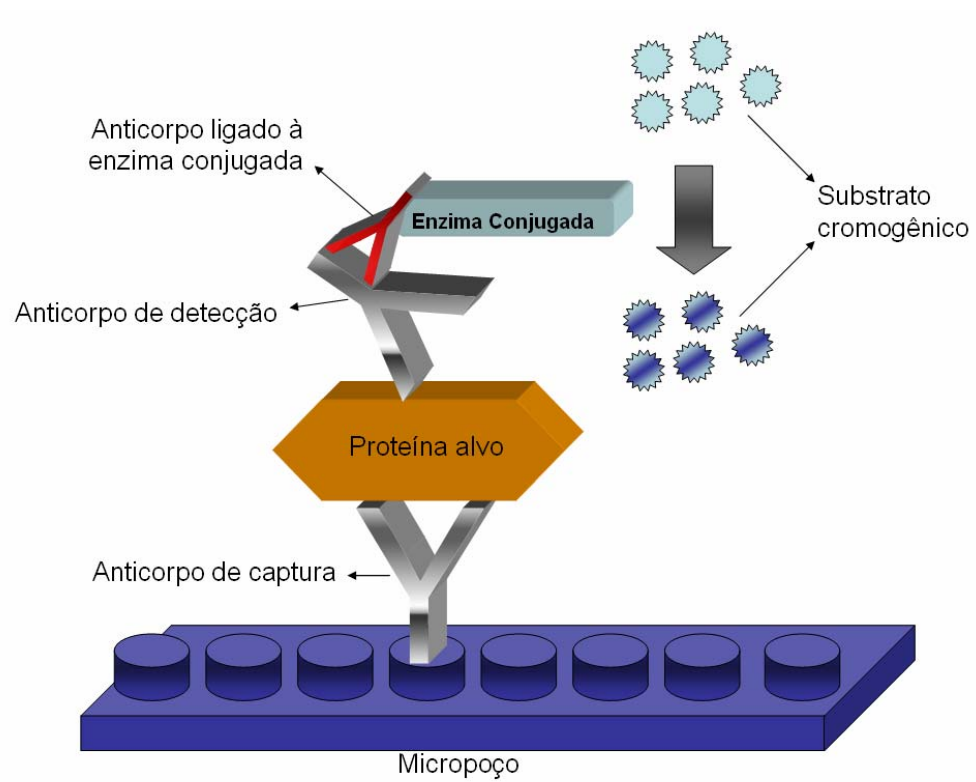 Anticorpo ligado à
enzima conjugada
Enzima Conjugada
Substrato
cromogênico
Anticorpo de detecção
Proteína alvo
Anticorpo de captura
Micropoço